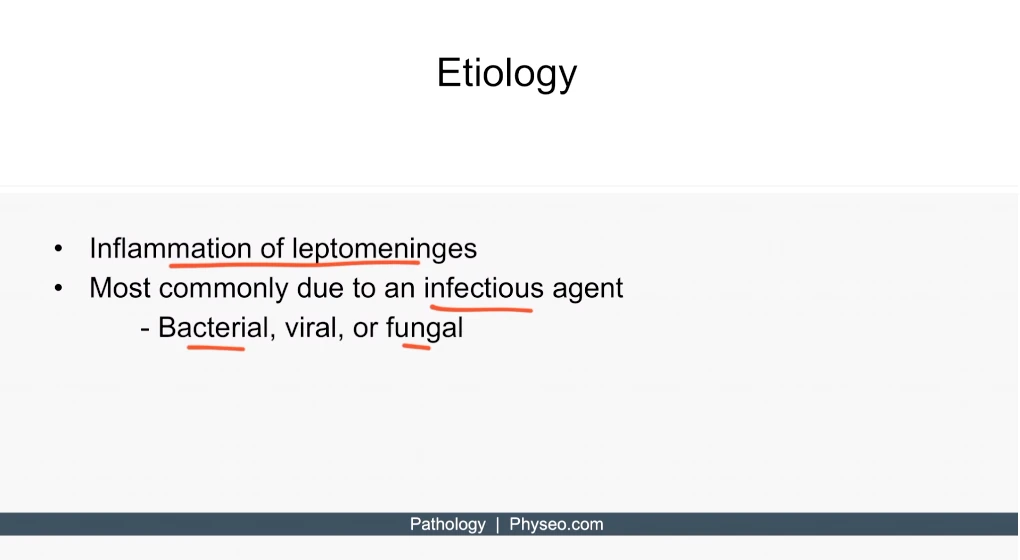 Etiology
• Inflammation of leptomeninges
• Most commonly due to an infectious agent
- Bacterial, viral, or fungal
Pathology | Physeo.com